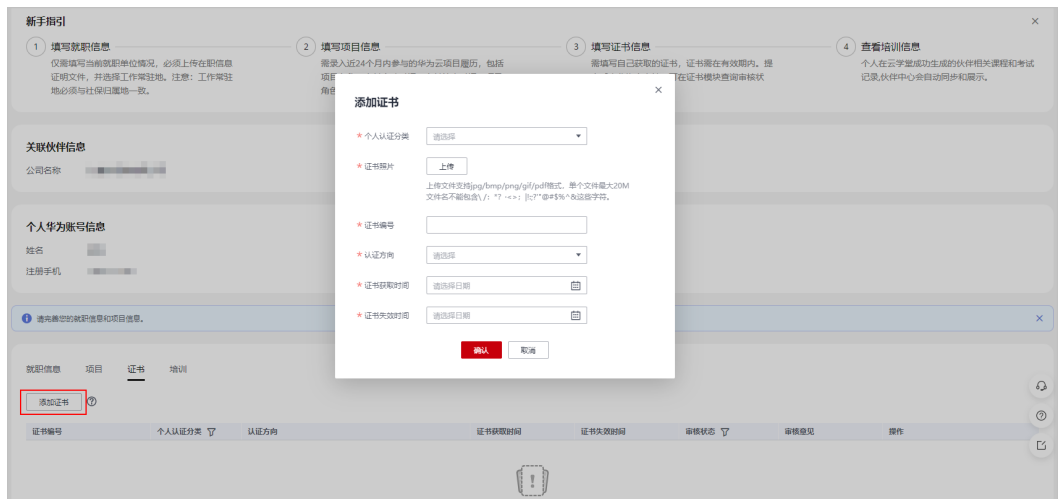 新手指引
1 填写就职信息
仅需填写当前就职单位情况，必须上传在职信息
证明文件，并选择工作常驻地。注意：工作常驻
地必须与社保归属地一致。
2 填写项目信息
需录入近24个月内参与的华为云项目履历，包括
项目
角色
3 填写证书信息
需填写自己获取的证书，证书需在有效期内。提
可在证书模块查询审核状
4 查看培训信息
个人在云学堂成功生成的伙伴相关课程和考试
记录,伙伴中心会自动同步和展示。
关联伙伴信息
公司名称
个人华为账号信息
姓名
注册手机
请完善您的就职信息和项目信息。
就职信息 项目 证书 培训
添加证书
证书编号 个人认证分类 认证方向 证书获取时间 证书失效时间 审核状态 审核意见 操作
添加证书
* 个人认证分类 请选择
* 证书照片 上传
上传文件支持jpg/bmp/png/gif/pdf格式，单个文件最大20M
* 证书编号
* 认证方向 请选择
* 证书获取时间 请选择日期
* 证书失效时间 请选择日期
确认 取消